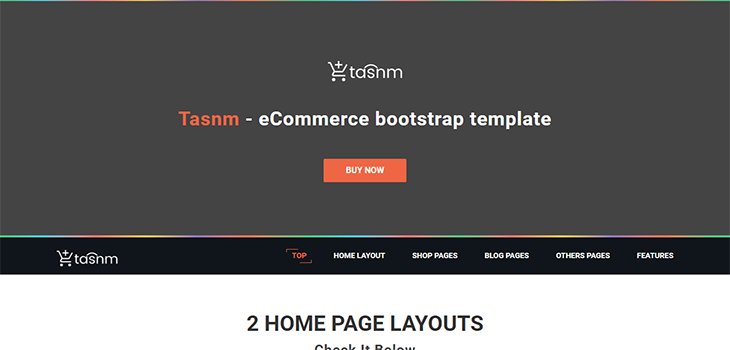 tasnm
Tasnm - eCommerce bootstrap template
BUY NOW
tasnm
TOP HOME LAYOUT SHOP PAGES BLOG PAGES OTHERS PAGES FEATURES
2 HOME PAGE LAYOUTS
Check It Below